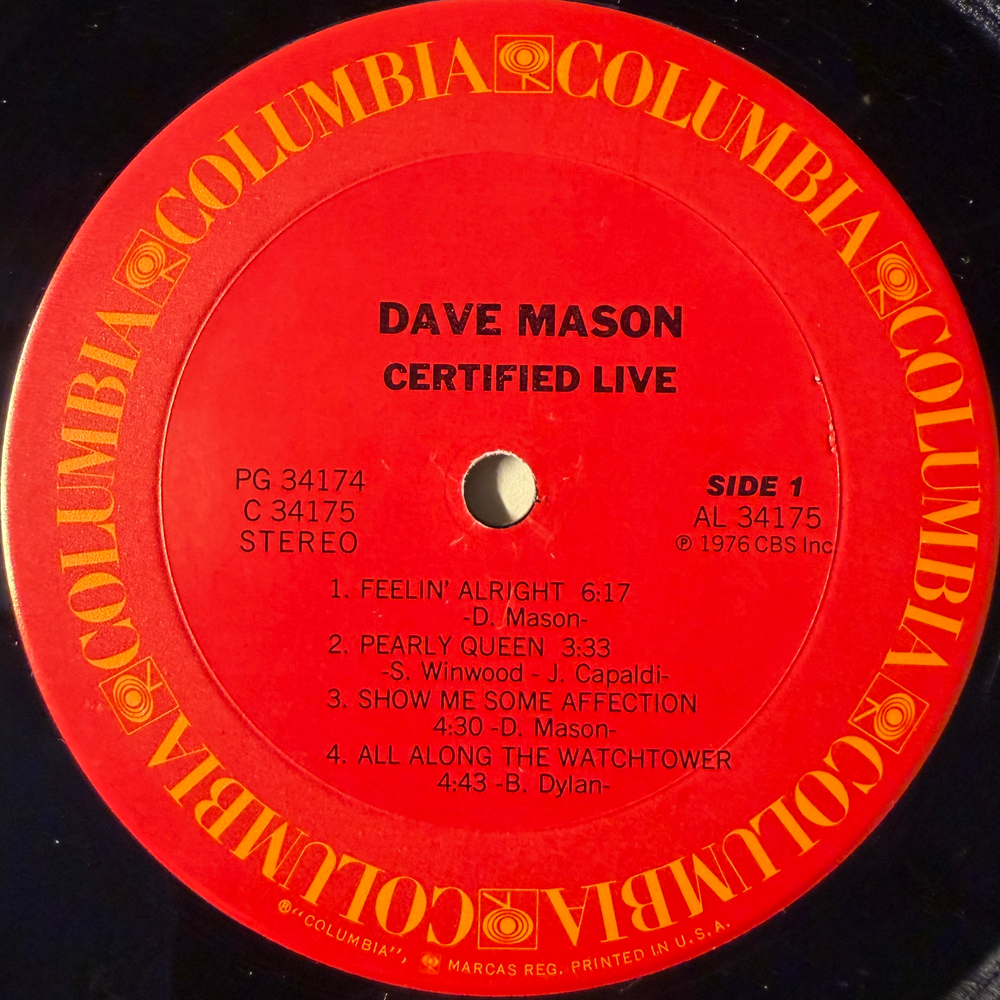 COLUMBIA COLUMBIA COLUMBIA COLUMBIA COLUMBIA COLUMBIA COLUMBIA COLUMBIA
DAVE MASON
CERTIFIED LIVE
PG 34174
C 34175
STEREO
SIDE 1
AL 34175
℗ 1976 CBS Inc
1. FEELIN' ALRIGHT 6:17
-D. Mason-
2. PEARLY QUEEN 3:33
-S. Winwood - J. Capaldi-
3. SHOW ME SOME AFFECTION
4:30 -D. Mason-
4. ALL ALONG THE WATCHTOWER
4:43 -B. Dylan-
®"COLUMBIA", MARCAS REG. PRINTED IN U.S.A.